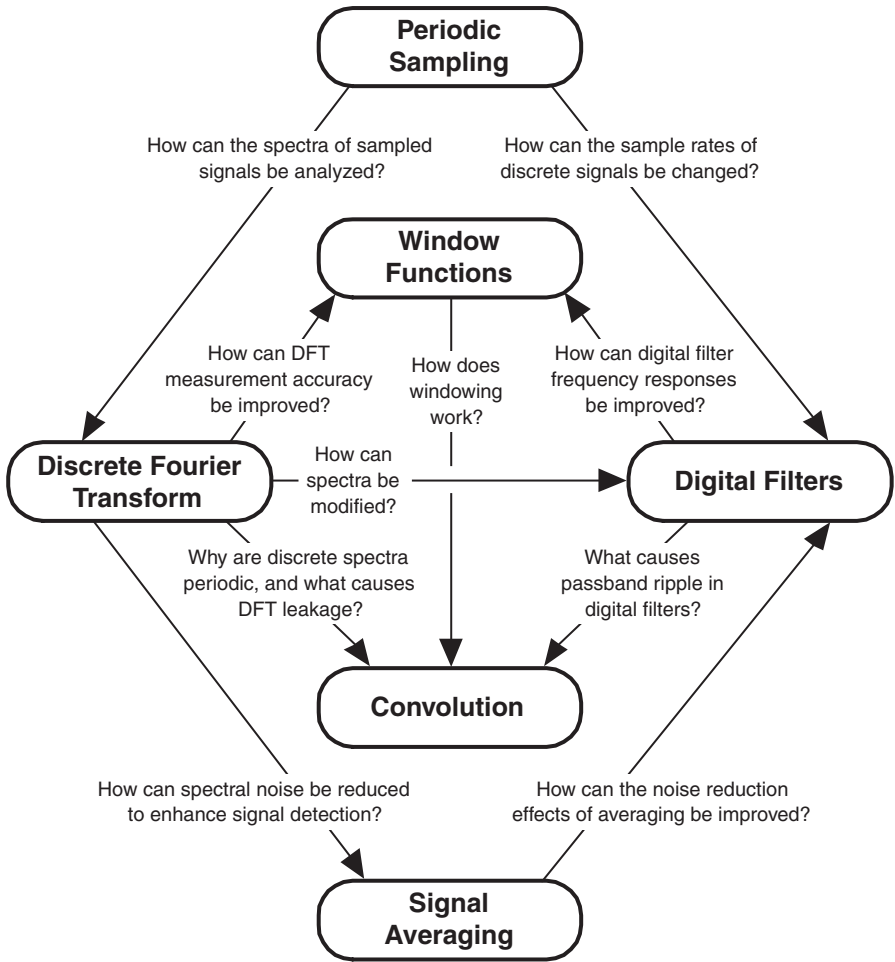 Periodic
Sampling
How can the spectra of sampled
signals be analyzed?
How can the sample rates of
discrete signals be changed?
Window
Functions
How can DFT
measurement accuracy
be improved?
How does
windowing
work?
How can digital filter
frequency responses
be improved?
Discrete Fourier
Transform
How can
spectra be
modified?
Digital Filters
Why are discrete spectra
periodic, and what causes
DFT leakage?
What causes
passband ripple in
digital filters?
Convolution
How can spectral noise be reduced
to enhance signal detection?
How can the noise reduction
effects of averaging be improved?
Signal
Averaging